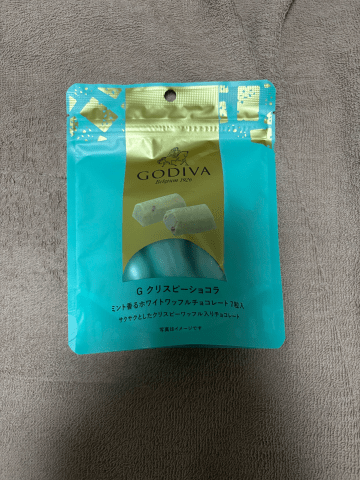 GODIVA
Belgium 1926
G クリスピーショコラ
ミント香るホワイトワッフルチョコレート 7粒入
サクサクとしたクリスピーワッフル入りチョコレート
写真はイメージです